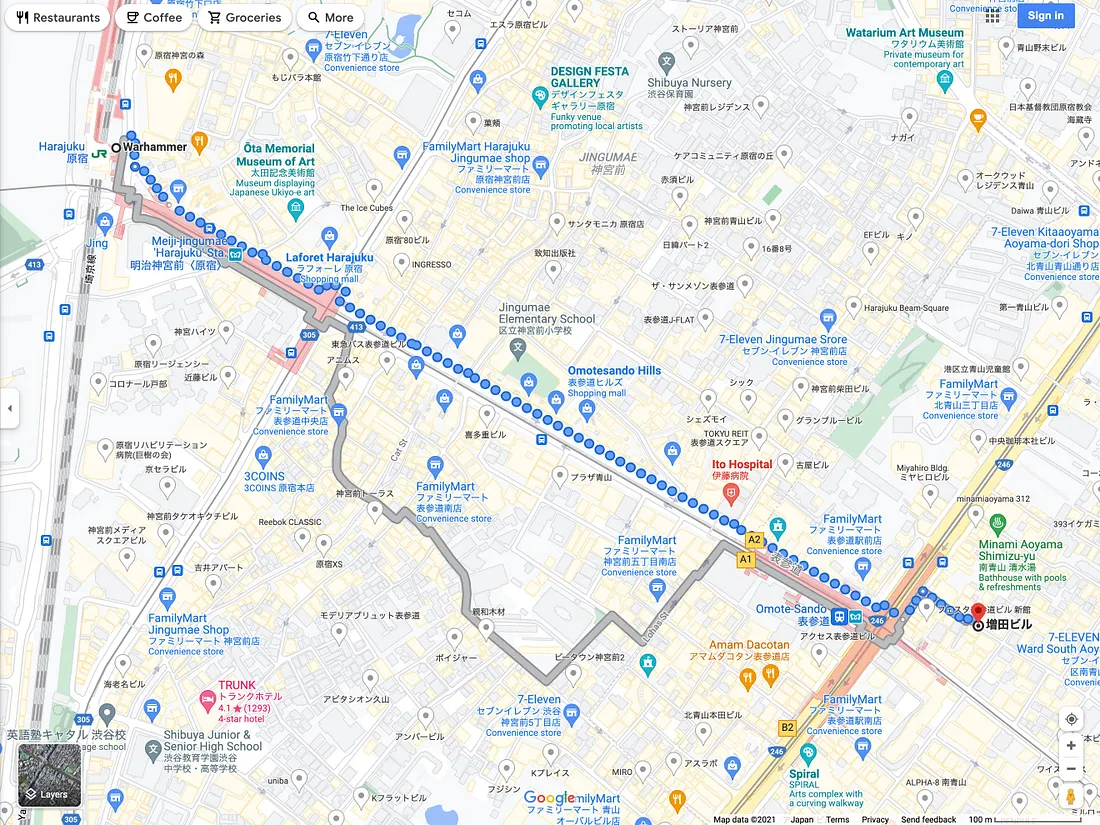 Restaurants
Coffee
Groceries
More
Sign in
セコム
エスラ原宿ビル
ストーリア神宮前
Watarium Art Museum
ワタリウム美術館
Private museum for
contemporary art
青山野末ビル
7-Eleven
セブン-イレブン
原宿竹下通り店
Convenience store
原宿神宮の森
もじバラ本館
DESIGN FESTA
GALLERY
デザインフェスタ
ギャラリー原宿
Funky venue
promoting local artists
Shibuya Nursery
渋谷保育園
神宮前レジデンス
日本基督教団原宿教会
海蔵寺
ナガイ
菓頬
Harajuku
原宿
JR
Warhammer
Ōta Memorial
Museum of Art
太田記念美術館
Museum displaying
Japanese Ukiyo-e art
FamilyMart Harajuku
Jingumae shop
ファミリーマート
原宿神宮前店
Convenience store
JINGUMAE
神宮前
ケアコミュニティ原宿の丘
赤須ビル
オークウッド
レジデンス青山
The Ice Cubes
サンタモニカ 原宿店
神宮前青山ビル
Daiwa 青山ビル
Jing
Meiji-jingumae
'Harajuku' Sta.
明治神宮前〈原宿〉
原宿'80ビル
INGRESSO
Laforet Harajuku
ラフォーレ 原宿
Shopping mall
致知出版社
日緑パート2
16番8号
EFビル
キノ
7-Eleven Kitaaoyama
Aoyama-dori Shop
セブン-イレブン
北青山青山通り店
Convenience store
413
埼京線
ザ・サンメゾン表参道
Harajuku Beam-Square
第一青山ビル
Jingumae
Elementary School
区立神宮前小学校
表参道J-FLAT
7-Eleven Jingumae Srore
セブン-イレブン 神宮前店
Convenience store
神宮ハイツ
305
413
東急バス表参道ビル
アニムス
原宿リージェンシー
近藤ビル
コロナール戸部
Omotesando Hills
表参道ヒルズ
Shopping mall
シック
神宮前柴田ビル
港区立青山児童館
FamilyMart
ファミリーマート
北青山三丁目店
Convenience store
FamilyMart
ファミリーマート
表参道中央店
Convenience store
シェズモイ
グランブルービル
TOKYU REIT
表参道スクエア
喜多重ビル
Cat St
原宿リハビリテーション
病院(巨樹の会)
京セラビル
3COINS
3COINS 原宿本店
Ito Hospital
伊藤病院
古屋ビル
中央珈琲本社ビル
246
Miyahiro Bldg.
ミヤヒロビル
プラザ青山
FamilyMart
ファミリーマート
表参道南店
Convenience store
神宮前トーラス
minamiaoyama 312
神宮前タケオキクチビル
Reebok CLASSIC
神宮前メディア
スクエアビル
原宿XS
FamilyMart
ファミリーマート
表参道駅前店
Convenience store
393イケガミ
Minami Aoyama
Shimizu-yu
南青山 清水湯
Bathhouse with pools
& refreshments
A2
A1
FamilyMart
ファミリーマート
神宮前五丁目南店
Convenience store
表参道
吉井アパート
FamilyMart
Jingumae Shop
ファミリーマート 神宮前店
Convenience store
モデリアブリュット表参道
親和木材
Lohas St
Omote-Sando
表参道
246
アクセス表参道ビル
増田ビル
ボイジャー
ピータウン神宮前2
Amam Dacotan
アマムダコタン表参道店
海老名ビル
TRUNK
トランクホテル
4.1 ★ (1293)
4-star hotel
アビタシオン久山
7-Eleven
セブンイレブン 渋谷
神宮前5丁目店
Convenience store
305
英語塾キャタル 渋谷校
age school
Shibuya Junior &
Senior High School
渋谷教育学園渋谷
中学校・高等学校
アンバービル
北青山本田ビル
B2
246
FamilyMart
ファミリーマート
表参道駅南店
Convenience store
Layers
uniba
Kプレイス
MIRO
アスラボ
Spiral
SPIRAL
Arts complex with
a curving walkway
ALPHA-8 南青山
フジシン
Kフラットビル
Google
milyMart
ファミリーマート 青山
オーバルビル店
305
Map data ©2021
Japan
Terms
Privacy
Send feedback
100 m